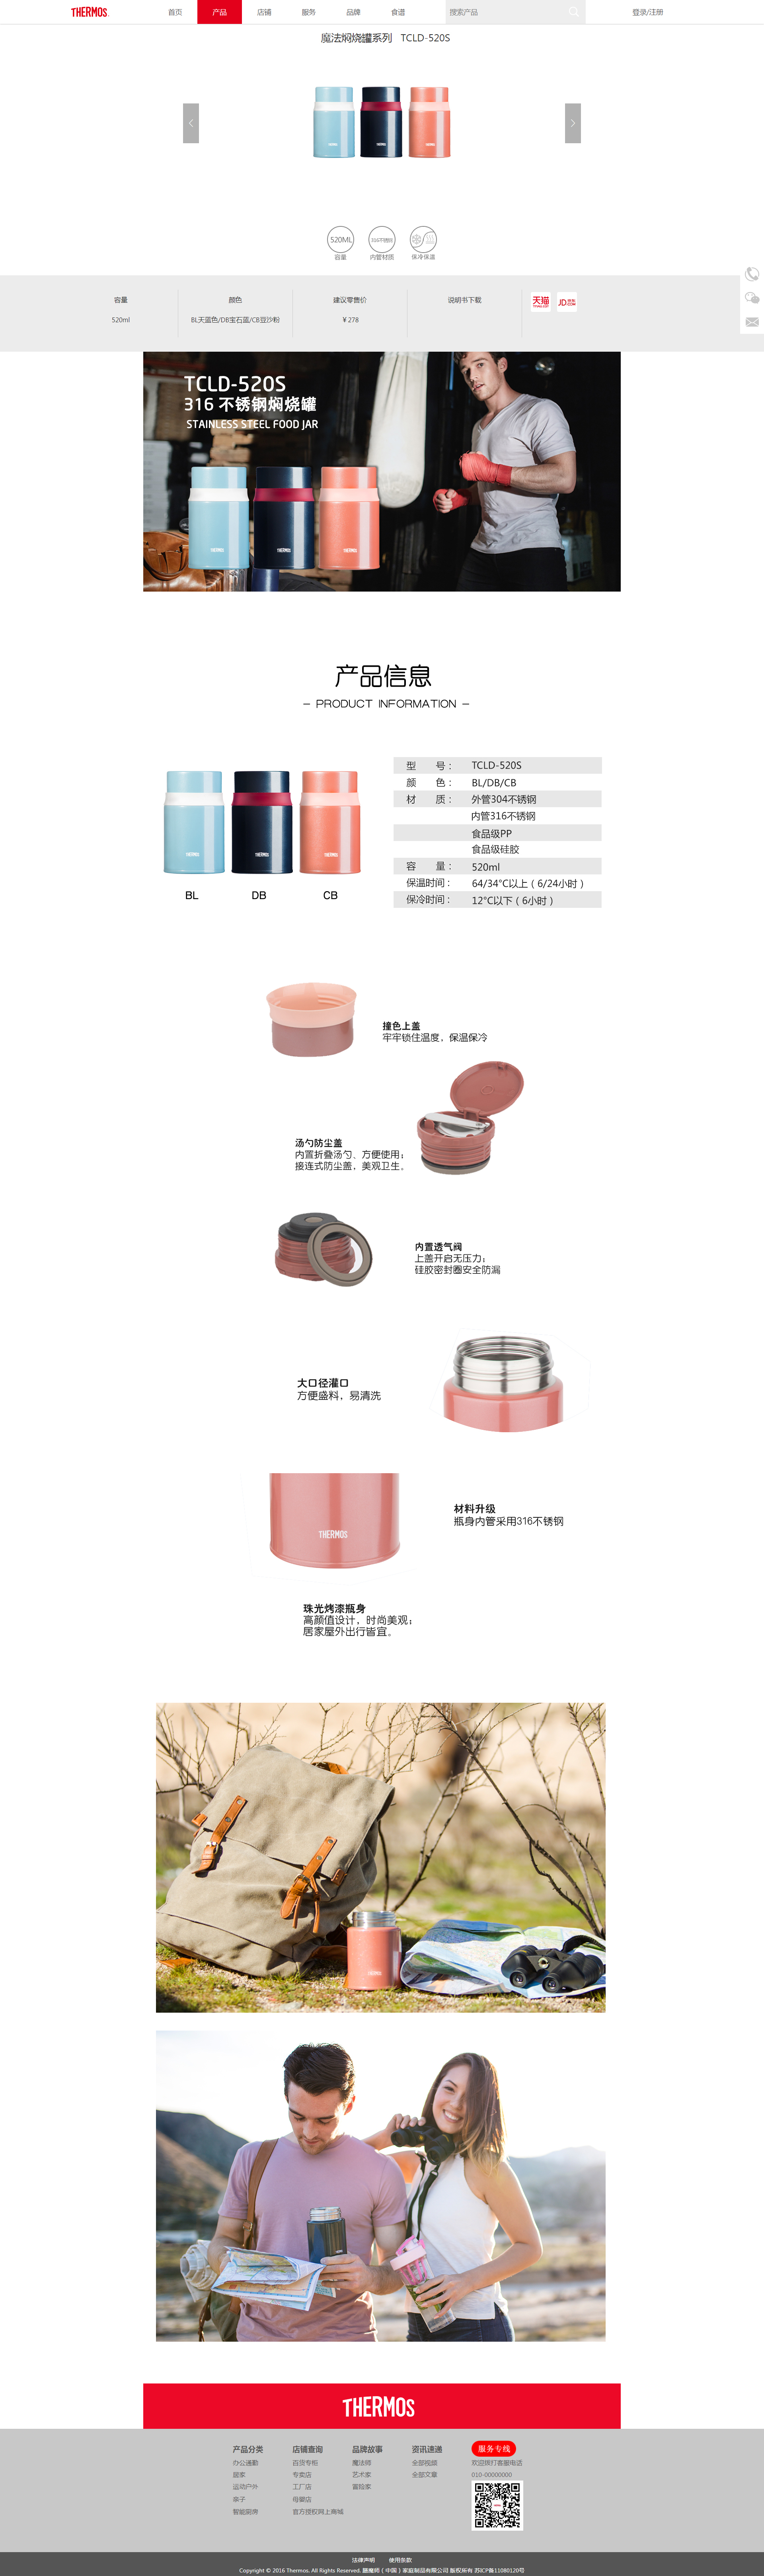 THERMOS 首页 产品 店铺 服务 品牌 食谱 搜索产品 登录/注册
魔法焖烧罐系列 TCLD-520S
520ML 316不锈钢
容量 内管材质 保冷保温
容量 颜色 建议零售价 说明书下载 天猫 JD 京东
520ml BL天蓝色/DB宝石蓝/CB豆沙粉 ¥278
TCLD-520S
316 不锈钢焖烧罐
STAINLESS STEEL FOOD JAR
THERMOS THERMOS THERMOS
产品信息
- PRODUCT INFORMATION -
THERMOS THERMOS THERMOS
BL DB CB
型 号： TCLD-520S
颜 色： BL/DB/CB
材 质： 外管304不锈钢
内管316不锈钢
食品级PP
食品级硅胶
容 量： 520ml
保温时间： 64/34°C以上（6/24小时）
保冷时间： 12°C以下（6小时）
撞色上盖
牢牢锁住温度，保温保冷
汤勺防尘盖
内置折叠汤勺、方便使用；
接连式防尘盖，美观卫生。
内置透气阀
上盖开启无压力；
硅胶密封圈安全防漏
大口径灌口
方便盛料，易清洗
THERMOS
材料升级
瓶身内管采用316不锈钢
珠光烤漆瓶身
高颜值设计，时尚美观；
居家屋外出行皆宜。
THERMOS
THERMOS
THERMOS
产品分类 店铺查询 品牌故事 资讯速递 服务专线
办公通勤 百货专柜 魔法师 全部视频 欢迎拨打客服电话
居家 专卖店 艺术家 全部文章 010-00000000
运动户外 工厂店 冒险家
亲子 母婴店
智能厨房 官方授权网上商城
法律声明 使用条款
Copyright © 2016 Thermos. All Rights Reserved. 膳魔师（中国）家庭制品有限公司 版权所有 苏ICP备11080120号